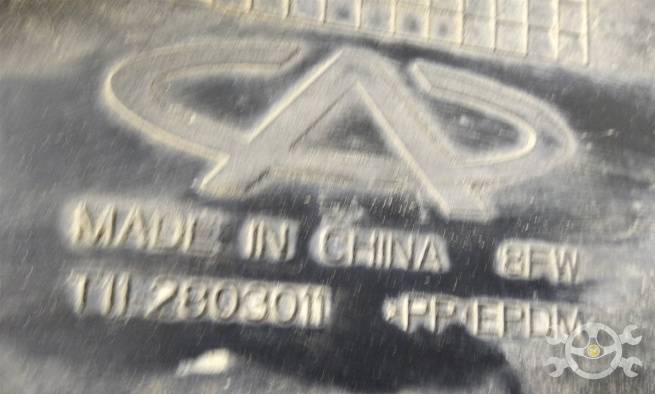 MADE IN CHINA 8FW
T11-2803011 >PP+EPDM